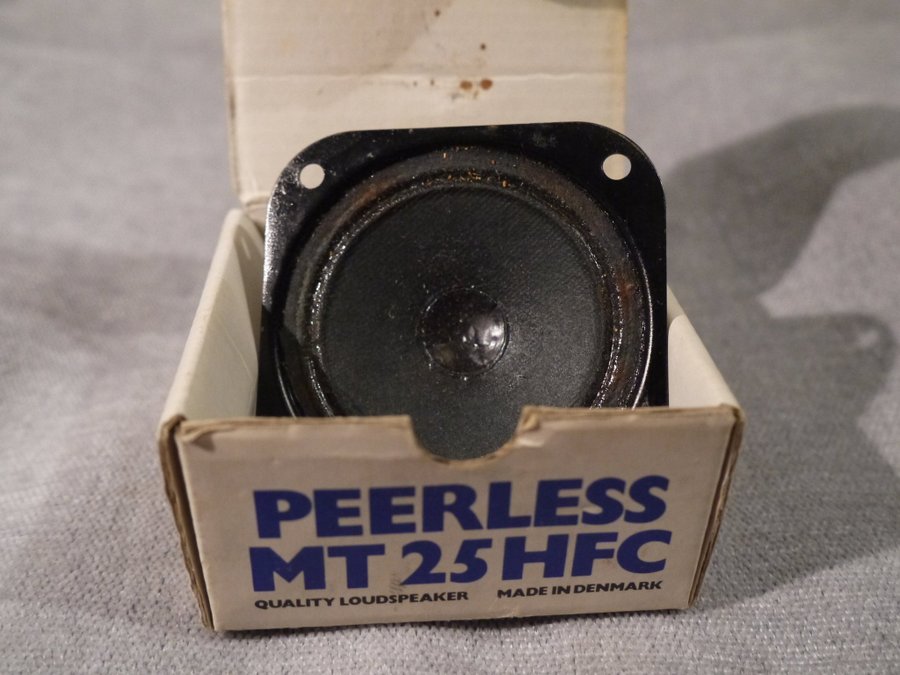 PEERLESS
MT 25 HFC
QUALITY LOUDSPEAKER MADE IN DENMARK